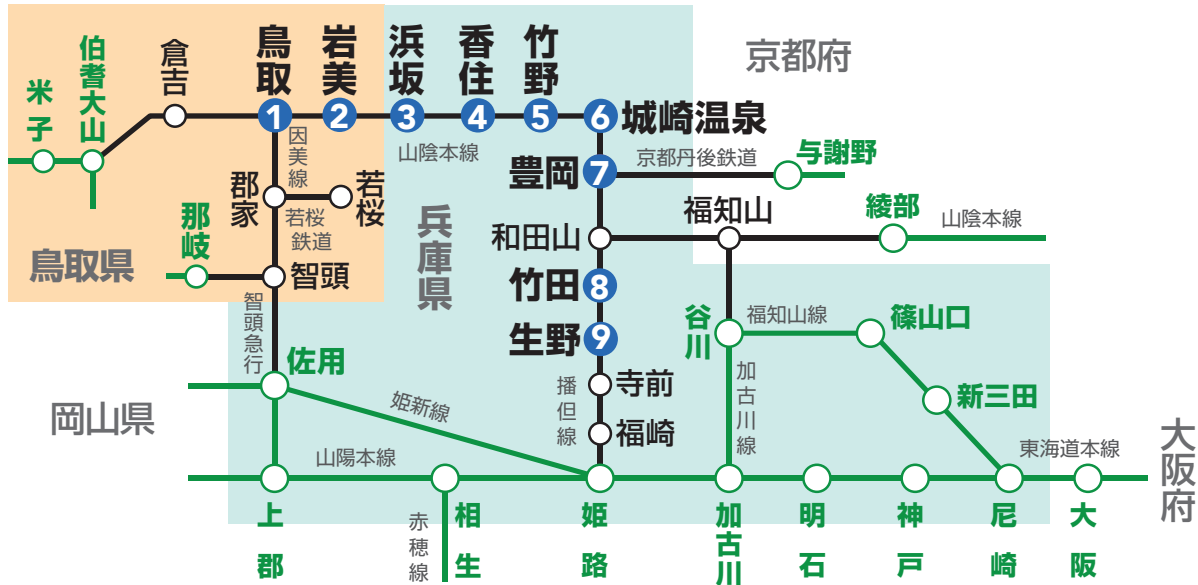 米子
伯耆大山
倉吉
鳥取
岩美
浜坂
香住
竹野
京都府
1
2
3
4
5
6
城崎温泉
山陰本線
因美線
豊岡
7
京都丹後鉄道
与謝野
郡家
若桜
若桜鉄道
那岐
智頭
鳥取県
兵庫県
和田山
福知山
綾部
山陰本線
竹田
8
生野
9
智頭急行
佐用
谷川
福知山線
篠山口
岡山県
姫新線
播但線
寺前
福崎
加古川線
新三田
山陽本線
東海道本線
大阪府
上郡
赤穂線
相生
姫路
加古川
明石
神戸
尼崎
大阪